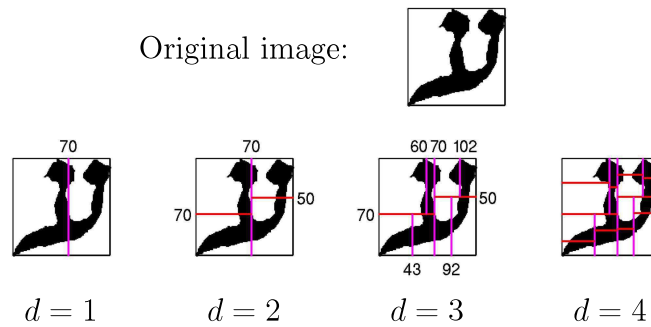 Original image:
ע
70 70 60 70 102
70 50 70 50
43 92
d = 1 d = 2 d = 3 d = 4